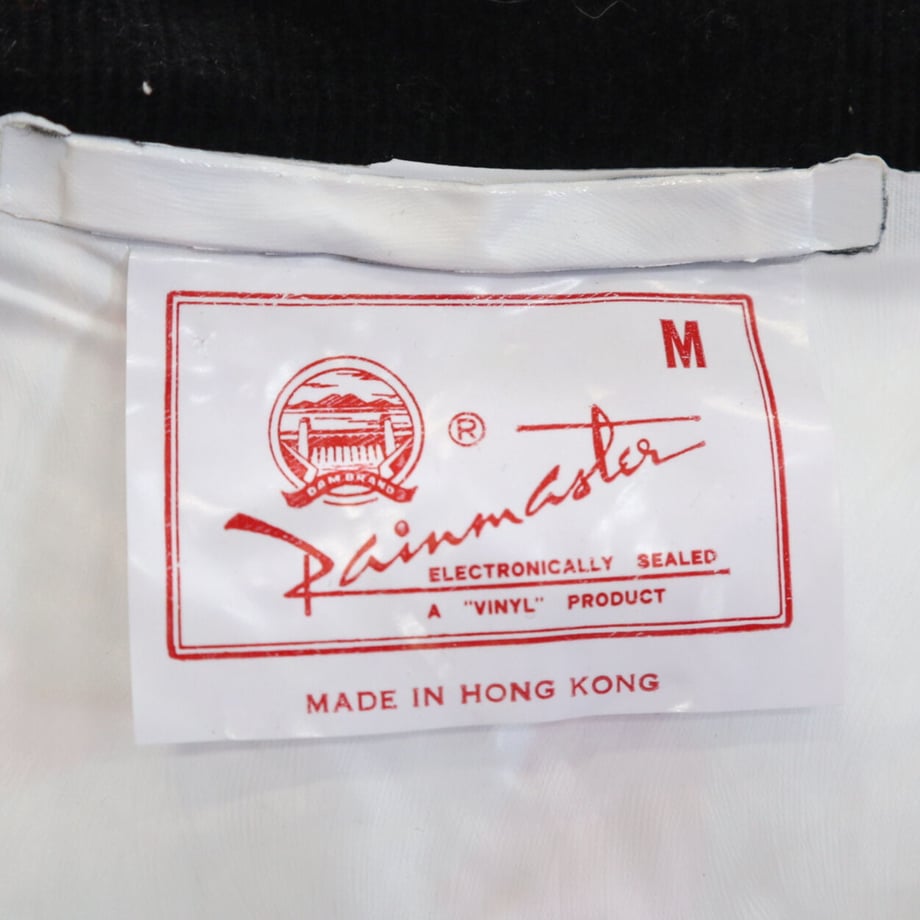 M
DAM BRAND
®
Rainmaster
ELECTRONICALLY SEALED
A "VINYL" PRODUCT
MADE IN HONG KONG